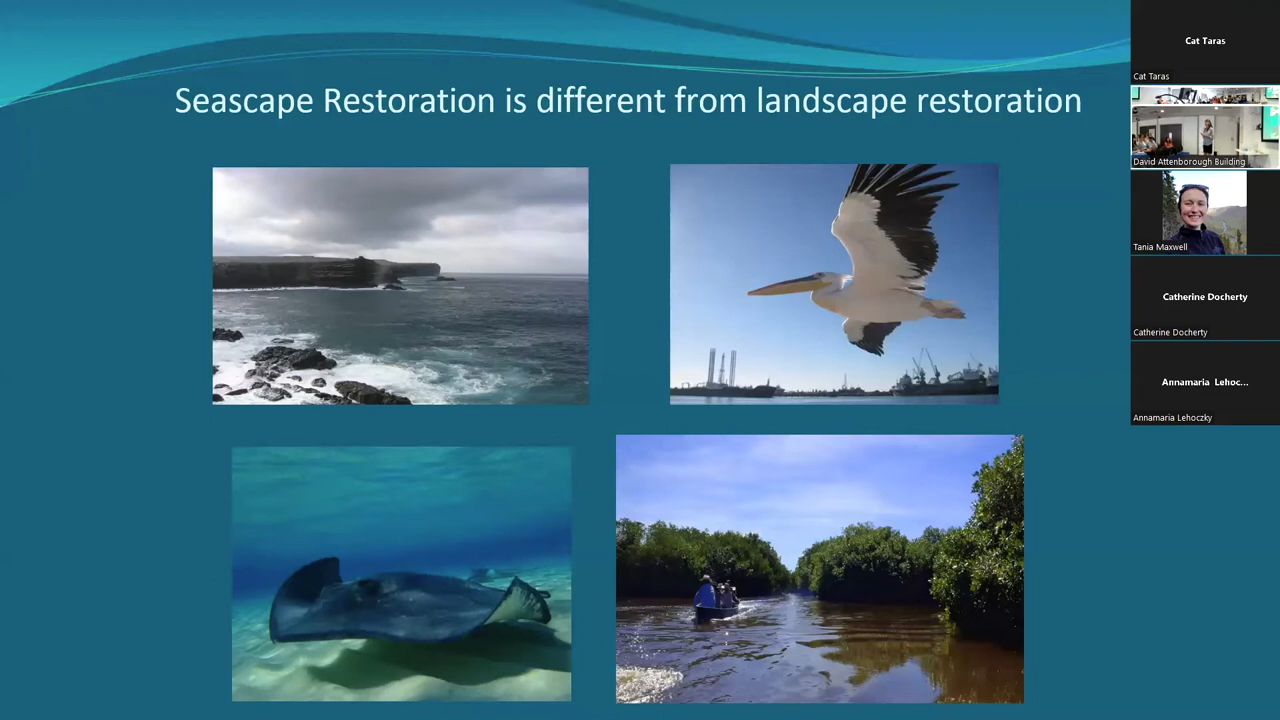 Seascape Restoration is different from landscape restoration
Cat Taras
Cat Taras
David Attenborough Building
Tania Maxwell
Catherine Docherty
Catherine Docherty
Annamaria Lehoc...
Annamaria Lehoczky